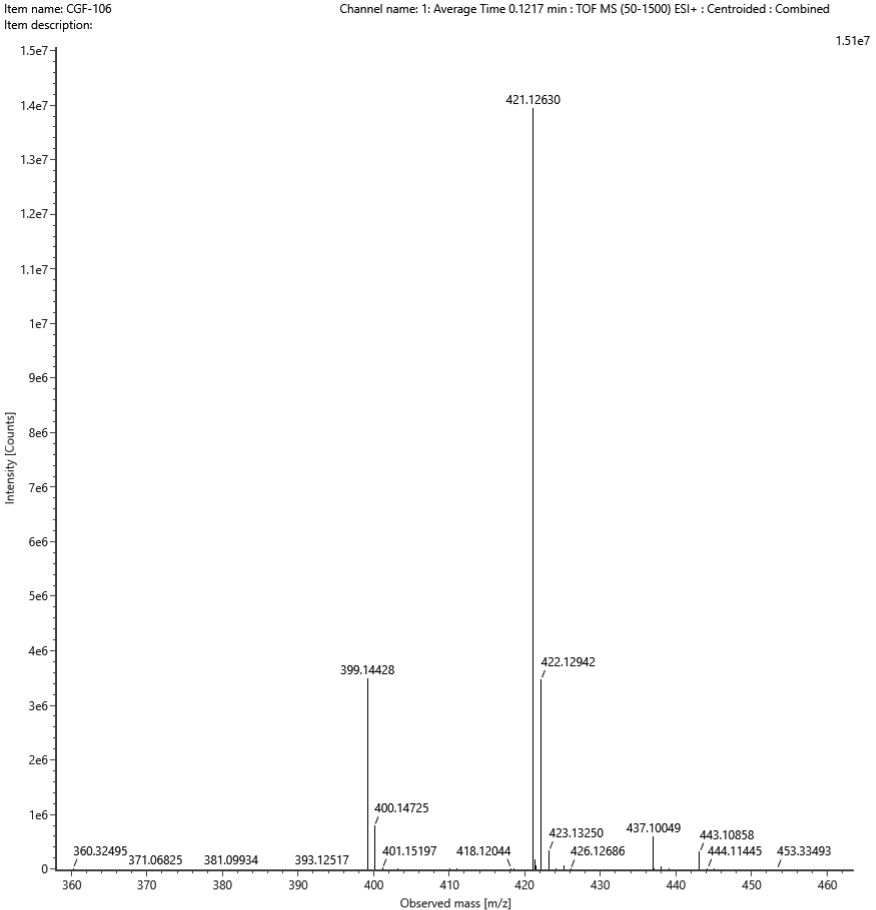 Item name: CGF-106
Channel name: 1: Average Time 0.1217 min : TOF MS (50-1500) ESI+ : Centroided : Combined
Item description:
1.51e7
1.5e7
1.4e7
1.3e7
1.2e7
1.1e7
1e7
9e6
8e6
7e6
6e6
5e6
4e6
3e6
2e6
1e6
0
Intensity [Counts]
421.12630
422.12942
399.14428
400.14725
437.10049
423.13250
443.10858
360.32495
371.06825
381.09934
393.12517
401.15197
418.12044
426.12686
444.11445
453.33493
360
370
380
390
400
410
420
430
440
450
460
Observed mass [m/z]